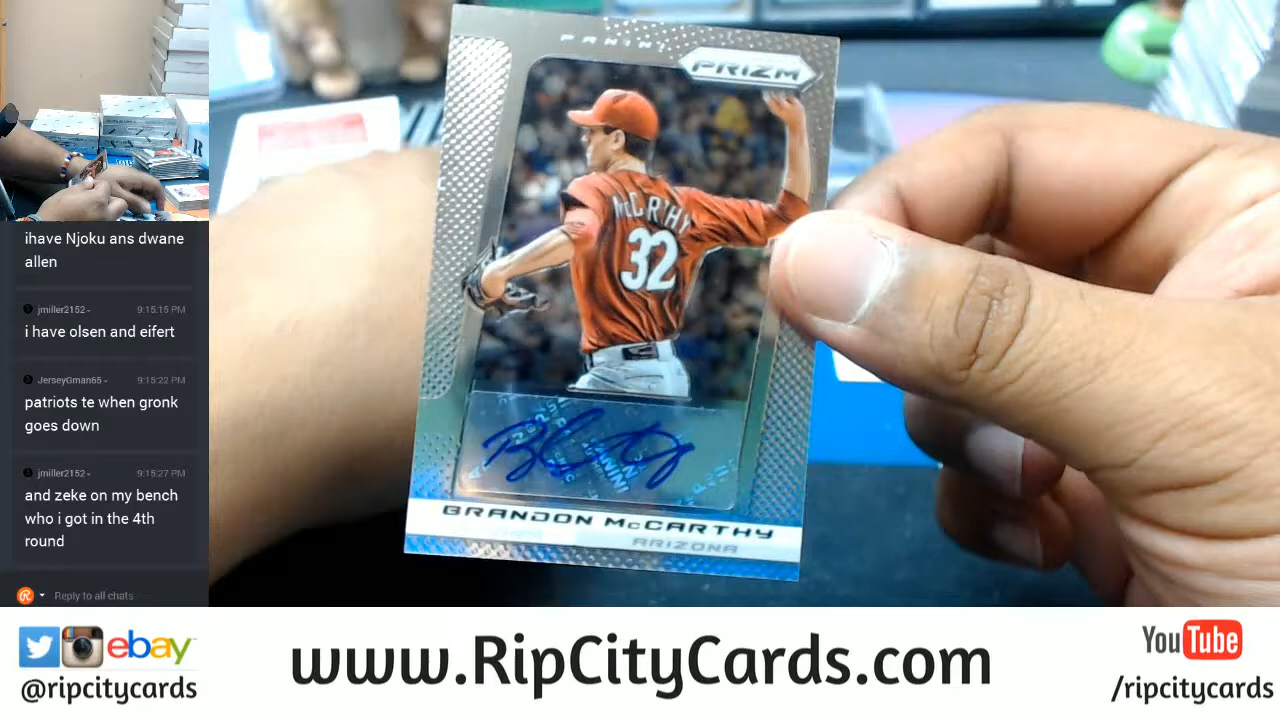 ihave Njoku ans dwane
allen
jmiller2152 9:15:15 PM
i have olsen and eifert
JerseyGman65 9:15:22 PM
patriots te when gronk
goes down
jmiller2152 9:15:27 PM
and zeke on my bench
who i got in the 4th
round
Reply to all chats
PANINI
PRIZM
McCARTHY
32
PANINI
BRANDON McCARTHY
ARIZONA
ebay
@ripcitycards
www.RipCityCards.com
YouTube
/ripcitycards